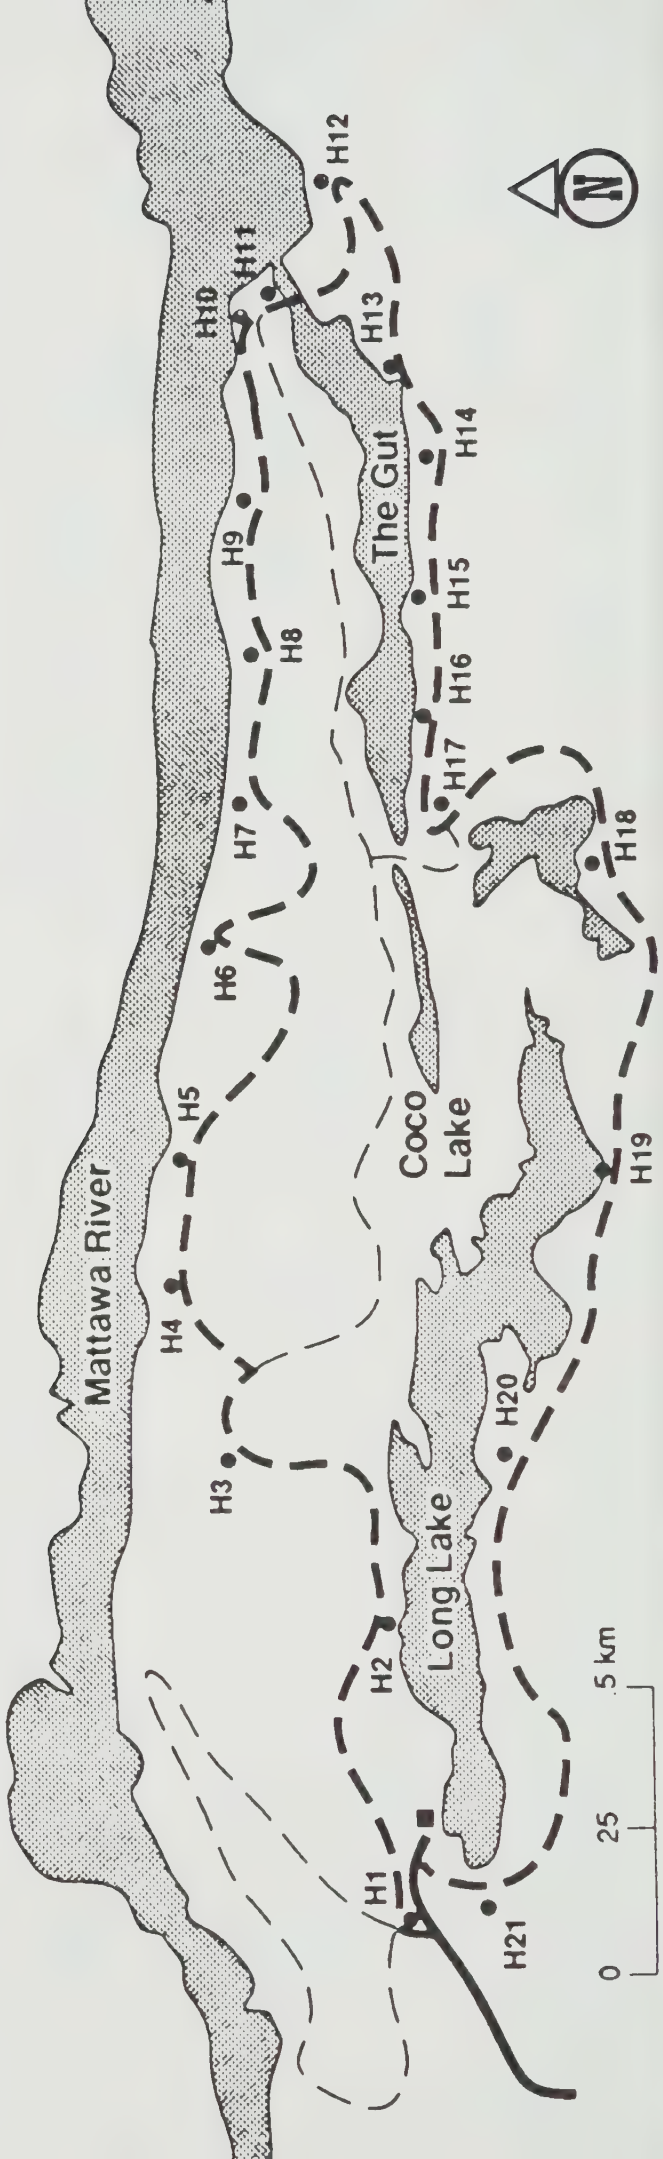 Mattawa River
H1
H2
H3
H4
H5
H6
H7
H8
H9
H10
H11
H12
H13
H14
H15
H16
H17
H18
H19
H20
H21
The Gut
Coco
Lake
Long Lake
N
0
25
.5 km